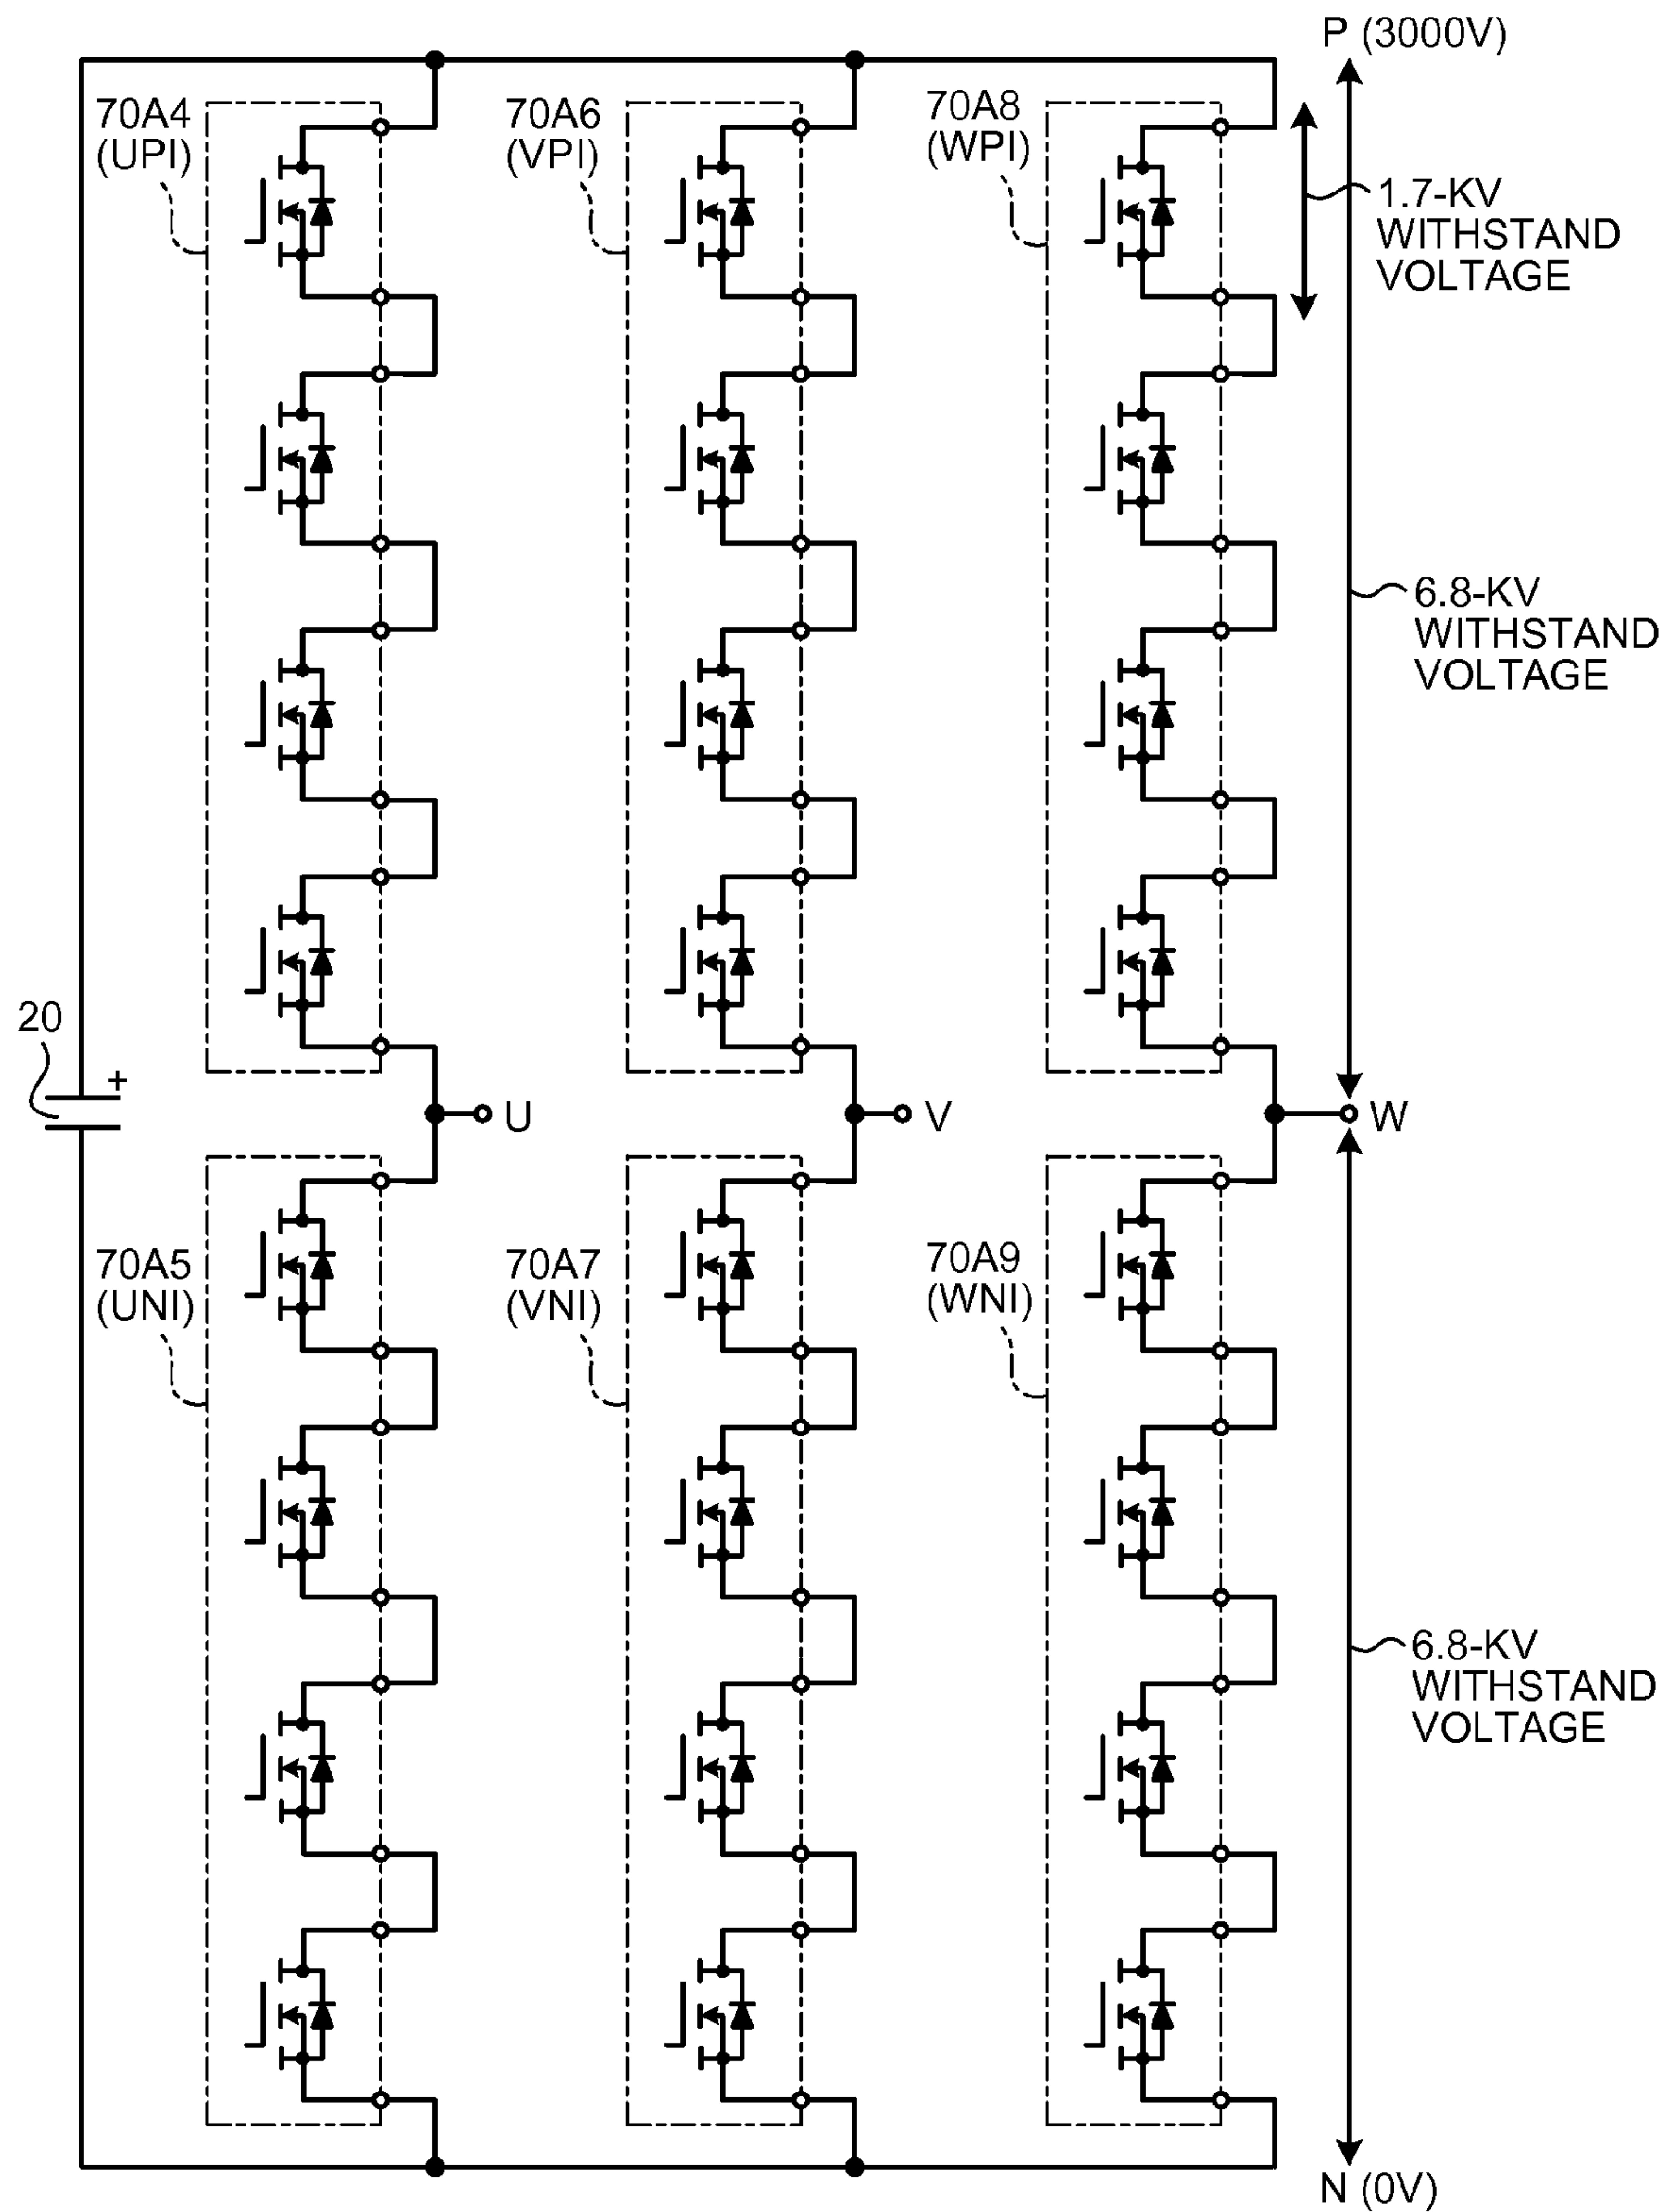 P (3000V)
70A4
(UPI)
70A6
(VPI)
70A8
(WPI)
1.7-KV
WITHSTAND
VOLTAGE
6.8-KV
WITHSTAND
VOLTAGE
20
+
U
V
W
70A5
(UNI)
70A7
(VNI)
70A9
(WNI)
6.8-KV
WITHSTAND
VOLTAGE
N (0V)